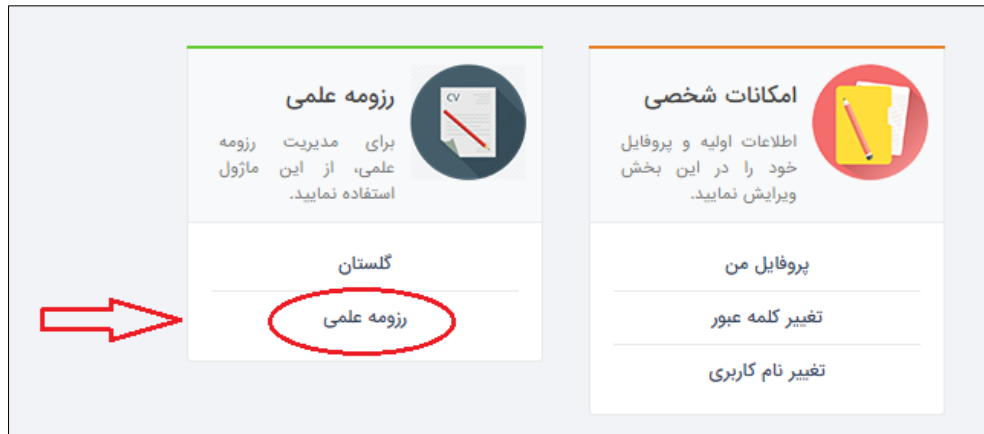 امکانات شخصی
اطلاعات اولیه و پروفایل
خود را در این بخش
ویرایش نمایید.
پروفایل من
تغییر کلمه عبور
تغییر نام کاربری
رزومه علمی
CV
برای مدیریت رزومه
علمی، از این ماژول
استفاده نمایید.
گلستان
رزومه علمی